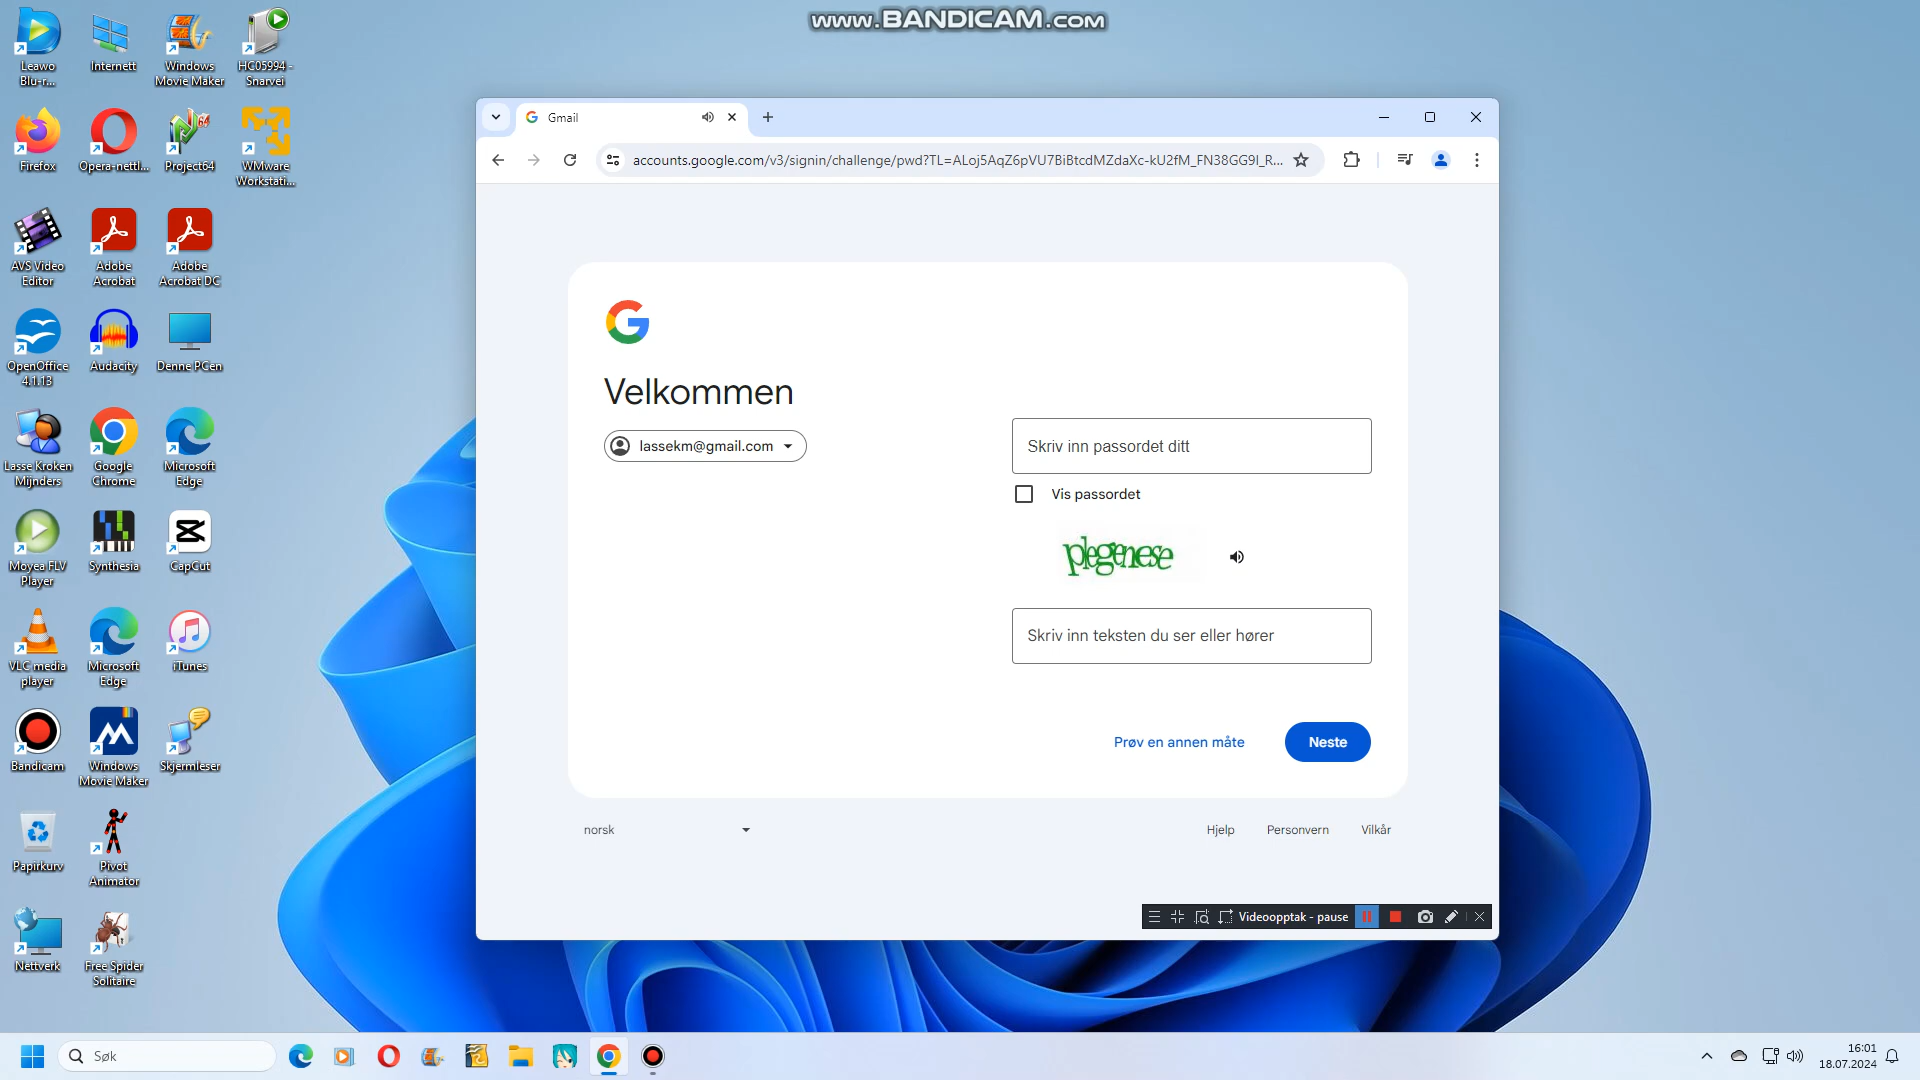 www.BANDICAM.com
Leawo
Blu-r...
Internett
Windows
Movie Maker
HC05994 -
Snarvei
Firefox
Opera-nettl...
Project64
VMware
Workstati...
AVS Video
Editor
Adobe
Acrobat
Adobe
Acrobat DC
OpenOffice
4.1.13
Audacity
Denne PCen
Lasse Kroken
Mijnders
Google
Chrome
Microsoft
Edge
Moyea FLV
Player
Synthesia
CapCut
VLC media
player
Microsoft
Edge
iTunes
Bandicam
Windows
Movie Maker
Skjermleser
Papirkurv
Pivot
Animator
Nettverk
Free Spider
Solitaire
Gmail
accounts.google.com/v3/signin/challenge/pwd?TL=ALoj5AqZ6pVU7BiBtcdMZdaXc-kU2fM_FN38GG9I_R...
Velkommen
lassekm@gmail.com
Skriv inn passordet ditt
Vis passordet
plegenese
Skriv inn teksten du ser eller hører
Prøv en annen måte
Neste
norsk
Hjelp
Personvern
Vilkår
Videoopptak - pause
Søk
16:01
18.07.2024